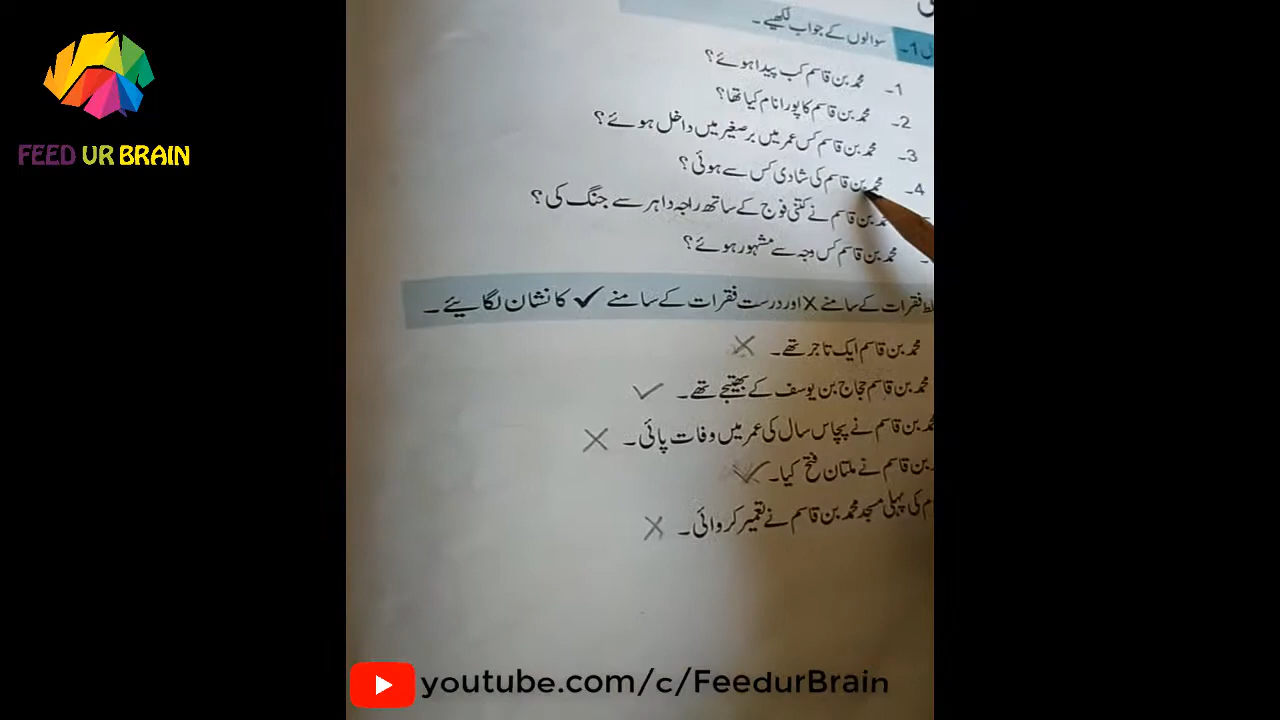 FEED UR BRAIN
سوالوں کے جواب لکھیے۔
1۔ محمد بن قاسم کب پیدا ہوئے؟
2۔ محمد بن قاسم کا پورا نام کیا تھا؟
3۔ محمد بن قاسم کس عمر میں برصغیر میں داخل ہوئے؟
4۔ محمد بن قاسم کی شادی کس سے ہوئی؟
محمد بن قاسم نے کتنی فوج کے ساتھ راجہ داہر سے جنگ کی؟
محمد بن قاسم کس وجہ سے مشہور ہوئے؟
فقرات کے سامنے ✗ اور درست فقرات کے سامنے ✓ کا نشان لگائیے۔
محمد بن قاسم ایک تاجر تھے۔ ✗
محمد بن قاسم حجاج بن یوسف کے بھتیجے تھے۔ ✓
محمد بن قاسم نے پچاس سال کی عمر میں وفات پائی۔ ✗
بن قاسم نے ملتان فتح کیا۔ ✓
کی پہلی مسجد محمد بن قاسم نے تعمیر کروائی۔ ✗
youtube.com/c/FeedurBrain